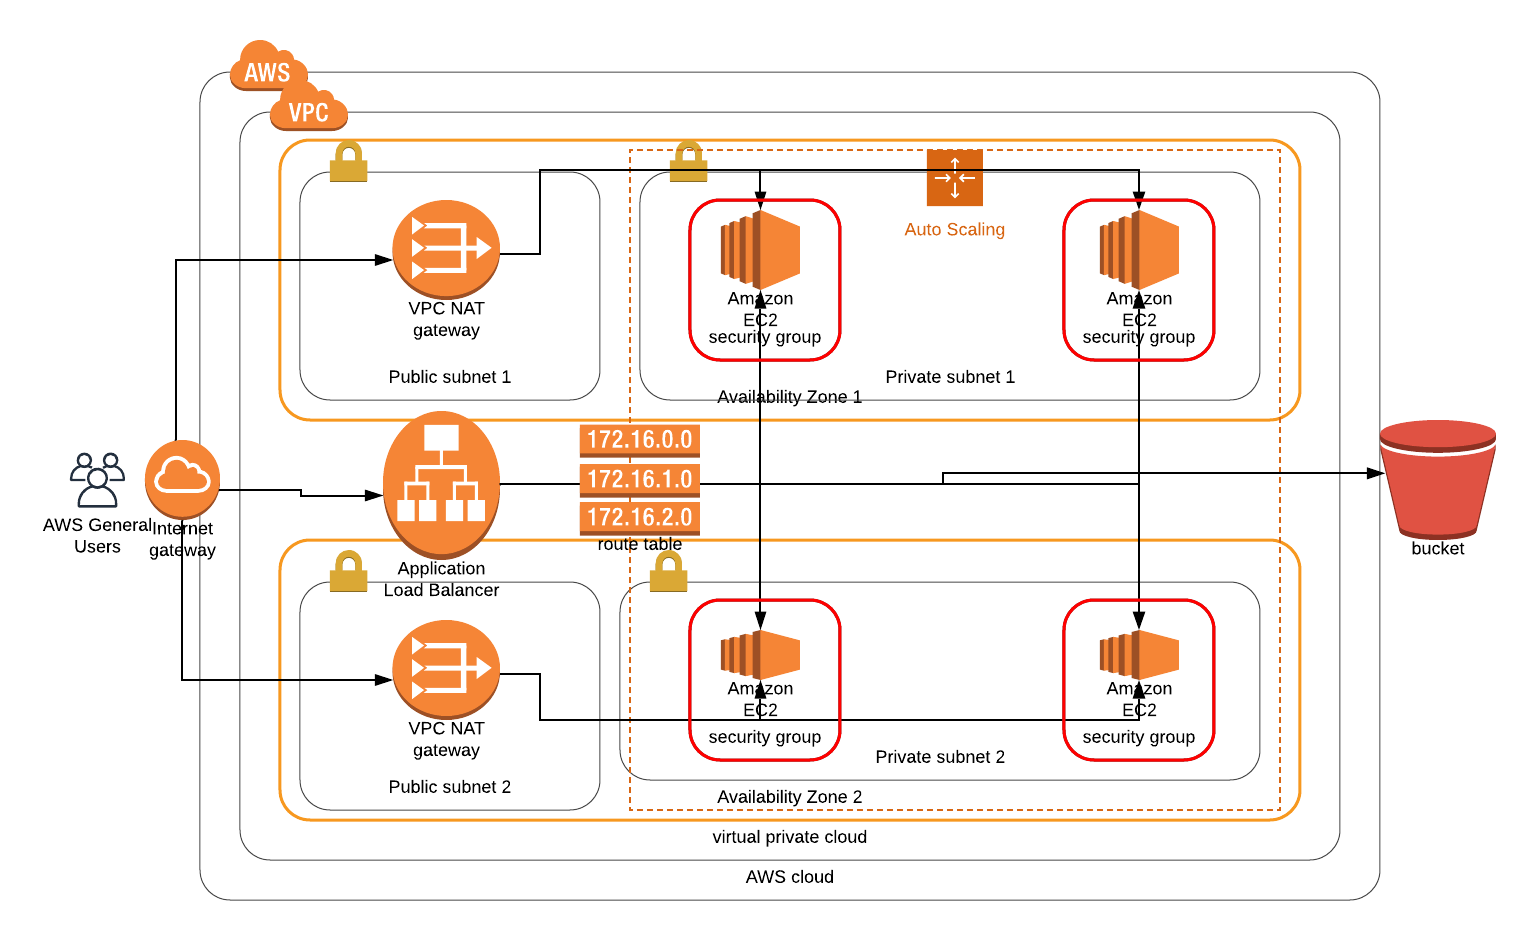 AWS
VPC
Auto Scaling
VPC NAT
gateway
Amazon
EC2
security group
Amazon
EC2
security group
Public subnet 1
Private subnet 1
Availability Zone 1
172.16.0.0
172.16.1.0
172.16.2.0
route table
AWS General
Users
Internet
gateway
Application
Load Balancer
bucket
VPC NAT
gateway
Amazon
EC2
security group
Amazon
EC2
security group
Public subnet 2
Private subnet 2
Availability Zone 2
virtual private cloud
AWS cloud